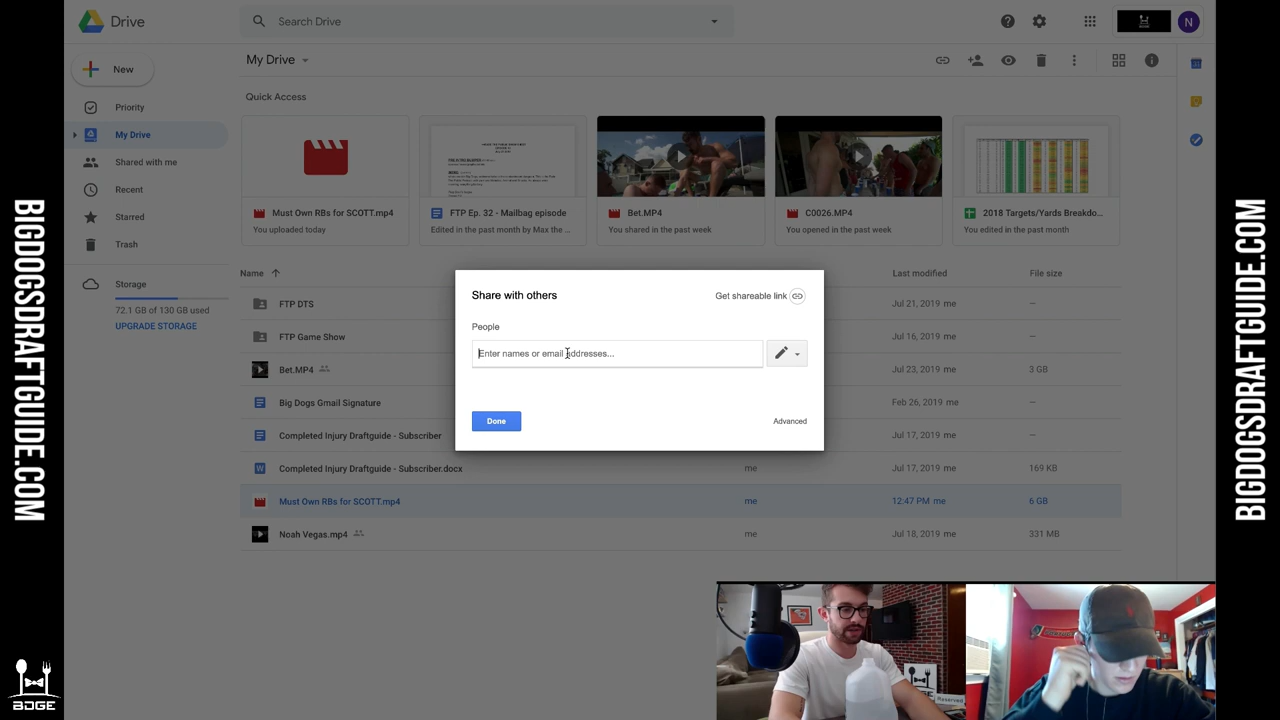 Drive
Search Drive
N
New
My Drive
Priority
My Drive
Shared with me
Recent
Starred
Trash
Storage
72.1 GB of 130 GB used
UPGRADE STORAGE
Quick Access
Must Own RBs for SCOTT.mp4
You uploaded today
FTP Ep. 32 - Mailbag episode
Edited in the past month by Max the ...
Bet.MP4
You shared in the past week
C0026.MP4
You opened in the past week
2018 Targets/Yards Breakdo...
You edited in the past month
Name
Last modified
File size
FTP DTS
Jul 21, 2019 me
—
FTP Game Show
Jul 16, 2019 me
—
Bet.MP4
Jul 23, 2019 me
3 GB
Big Dogs Gmail Signature
Feb 26, 2019 me
—
Completed Injury Draftguide - Subscriber
Jul 17, 2019 me
—
W
Completed Injury Draftguide - Subscriber.docx
me
Jul 17, 2019 me
169 KB
Must Own RBs for SCOTT.mp4
me
12:47 PM me
6 GB
Noah Vegas.mp4
me
Jul 18, 2019 me
331 MB
Share with others
Get shareable link
People
Enter names or email addresses...
Done
Advanced
BIGDOGSDRAFTGUIDE.COM
BIGDOGSDRAFTGUIDE.COM
BDGE
BDGE
Reserved